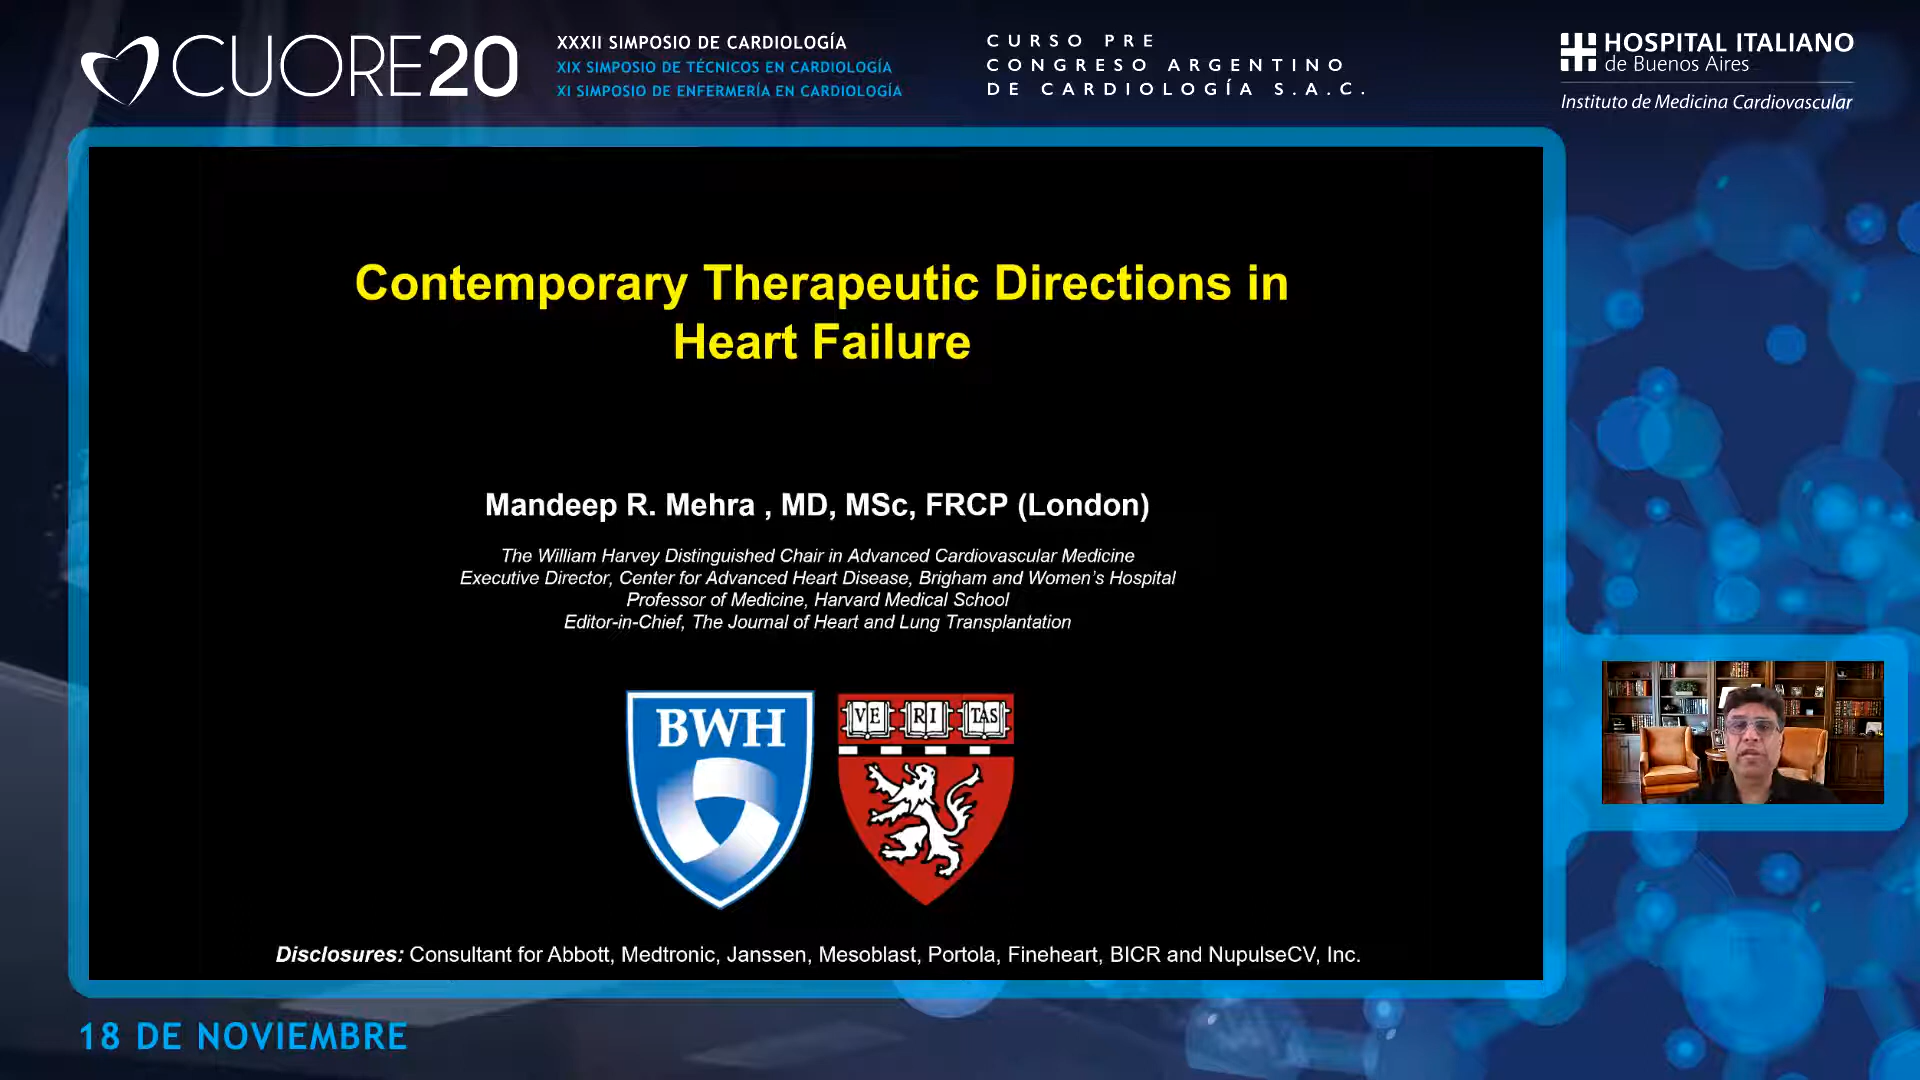 CUORE20
XXXII SIMPOSIO DE CARDIOLOGÍA
XIX SIMPOSIO DE TÉCNICOS EN CARDIOLOGÍA
XI SIMPOSIO DE ENFERMERÍA EN CARDIOLOGÍA
CURSO PRE
CONGRESO ARGENTINO
DE CARDIOLOGÍA S.A.C.
HOSPITAL ITALIANO
de Buenos Aires
Instituto de Medicina Cardiovascular
Contemporary Therapeutic Directions in
Heart Failure
Mandeep R. Mehra , MD, MSc, FRCP (London)
The William Harvey Distinguished Chair in Advanced Cardiovascular Medicine
Executive Director, Center for Advanced Heart Disease, Brigham and Women's Hospital
Professor of Medicine, Harvard Medical School
Editor-in-Chief, The Journal of Heart and Lung Transplantation
BWH
VE RI TAS
Disclosures: Consultant for Abbott, Medtronic, Janssen, Mesoblast, Portola, Fineheart, BICR and NupulseCV, Inc.
18 DE NOVIEMBRE